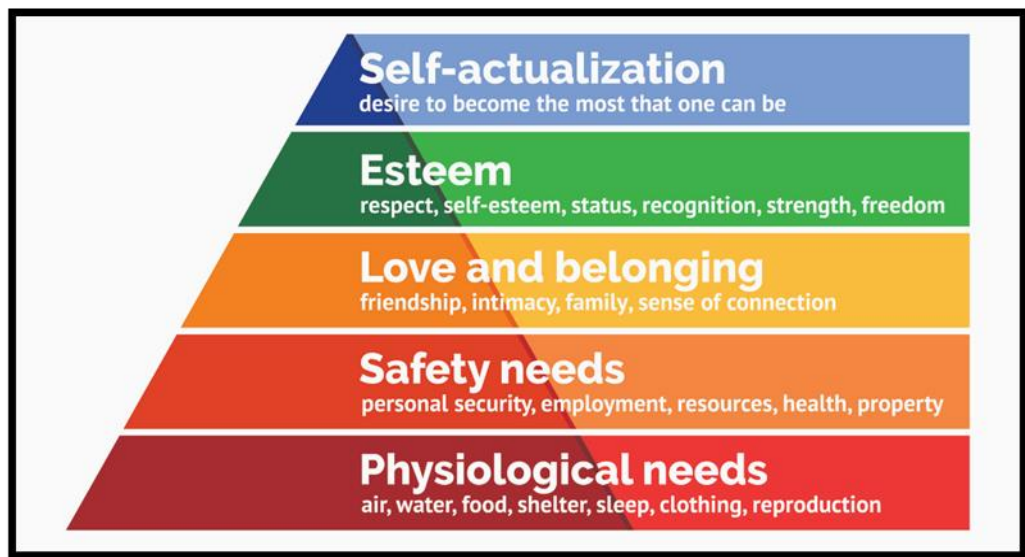 Self-actualization
desire to become the most that one can be
Esteem
respect, self-esteem, status, recognition, strength, freedom
Love and belonging
friendship, intimacy, family, sense of connection
Safety needs
personal security, employment, resources, health, property
Physiological needs
air, water, food, shelter, sleep, clothing, reproduction